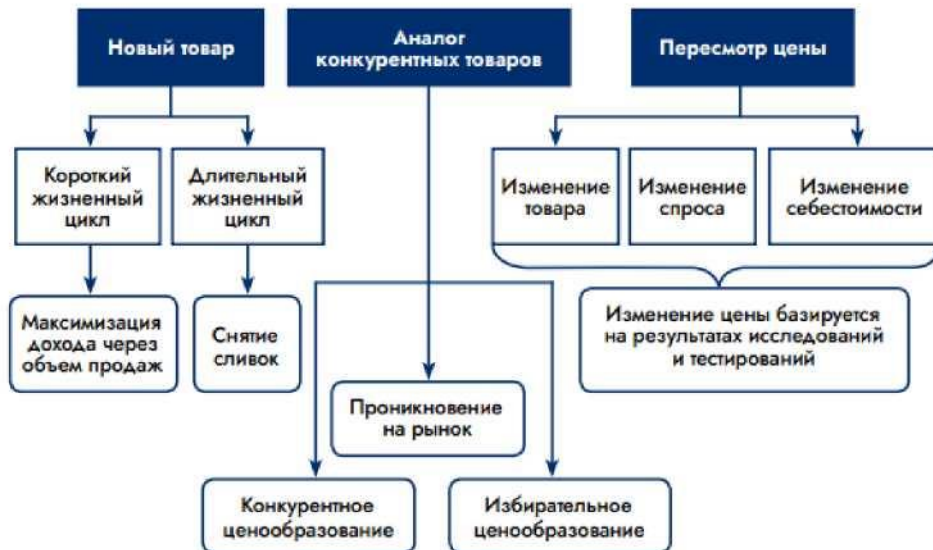 Новый товар
Аналог
конкурентных товаров
Пересмотр цены
Короткий
жизненный
цикл
Длительный
жизненный
цикл
Изменение
товара
Изменение
спроса
Изменение
себестоимости
Максимизация
дохода через
объем продаж
Снятие
сливок
Изменение цены базируется
на результатах исследований
и тестирований
Проникновение
на рынок
Конкурентное
ценообразование
Избирательное
ценообразование